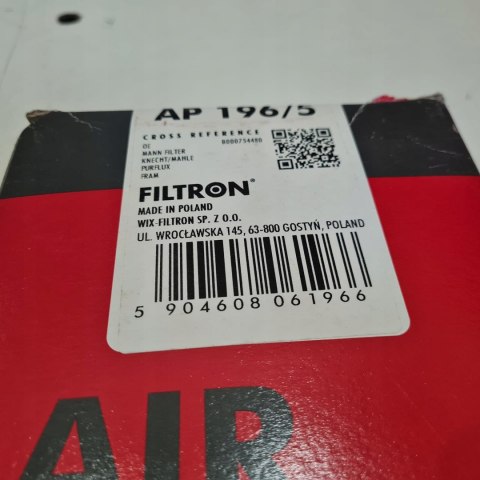 AP 196/5
CROSS REFERENCE
OE
MANN FILTER
KNECHT/MAHLE
PURFLUX
FRAM
FILTRON®
MADE IN POLAND
WIX-FILTRON SP. Z O.O.
UL. WROCŁAWSKA 145, 63-800 GOSTYŃ, POLAND
5 904608 061966
AIR